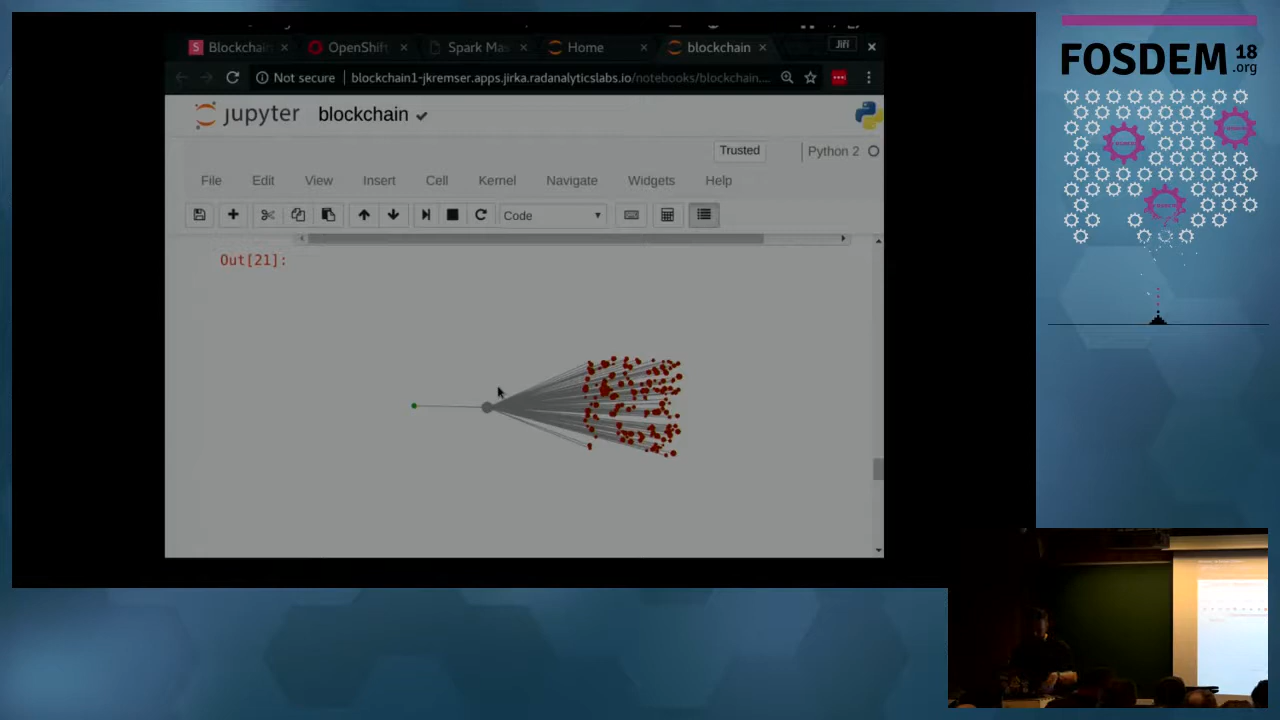 Blockchain
OpenShift
Spark Mas
Home
blockchain
Jiří
Not secure
blockchain1-jkremser.apps.jirka.radanalyticslabs.io/notebooks/blockchain....
jupyter
blockchain
Trusted
Python 2
File
Edit
View
Insert
Cell
Kernel
Navigate
Widgets
Help
Code
Out[21]:
FOSDEM 18
.org